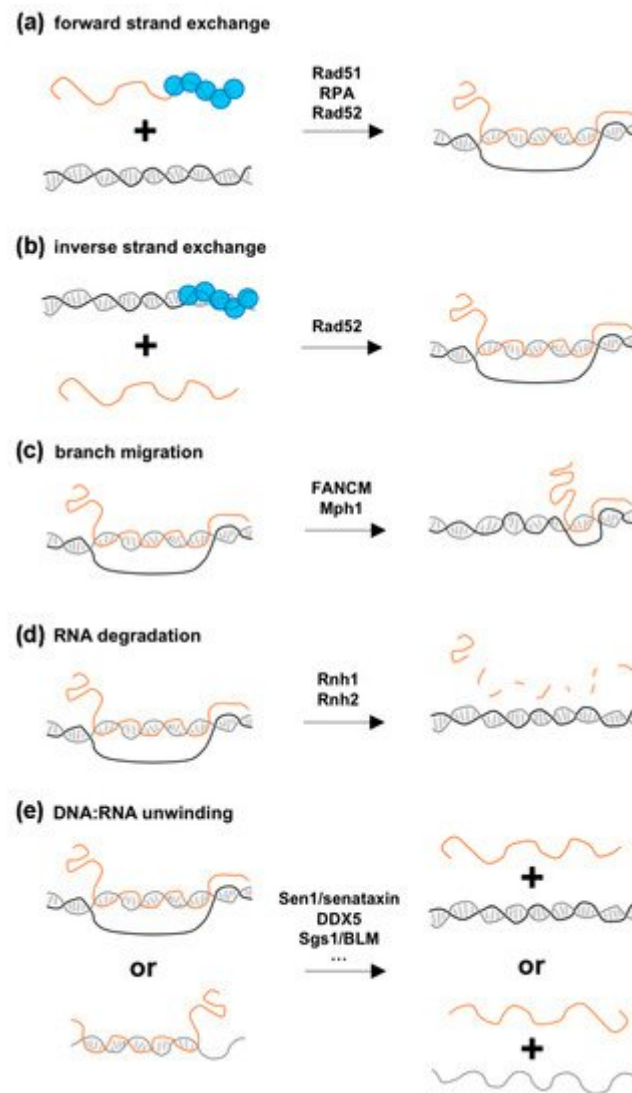 (a) forward strand exchange
Rad51
RPA
Rad52
+
(b) inverse strand exchange
+
Rad52
(c) branch migration
FANCM
Mph1
(d) RNA degradation
Rnh1
Rnh2
(e) DNA:RNA unwinding
+
Sen1/senataxin
DDX5
Sgs1/BLM
...
or
or
+